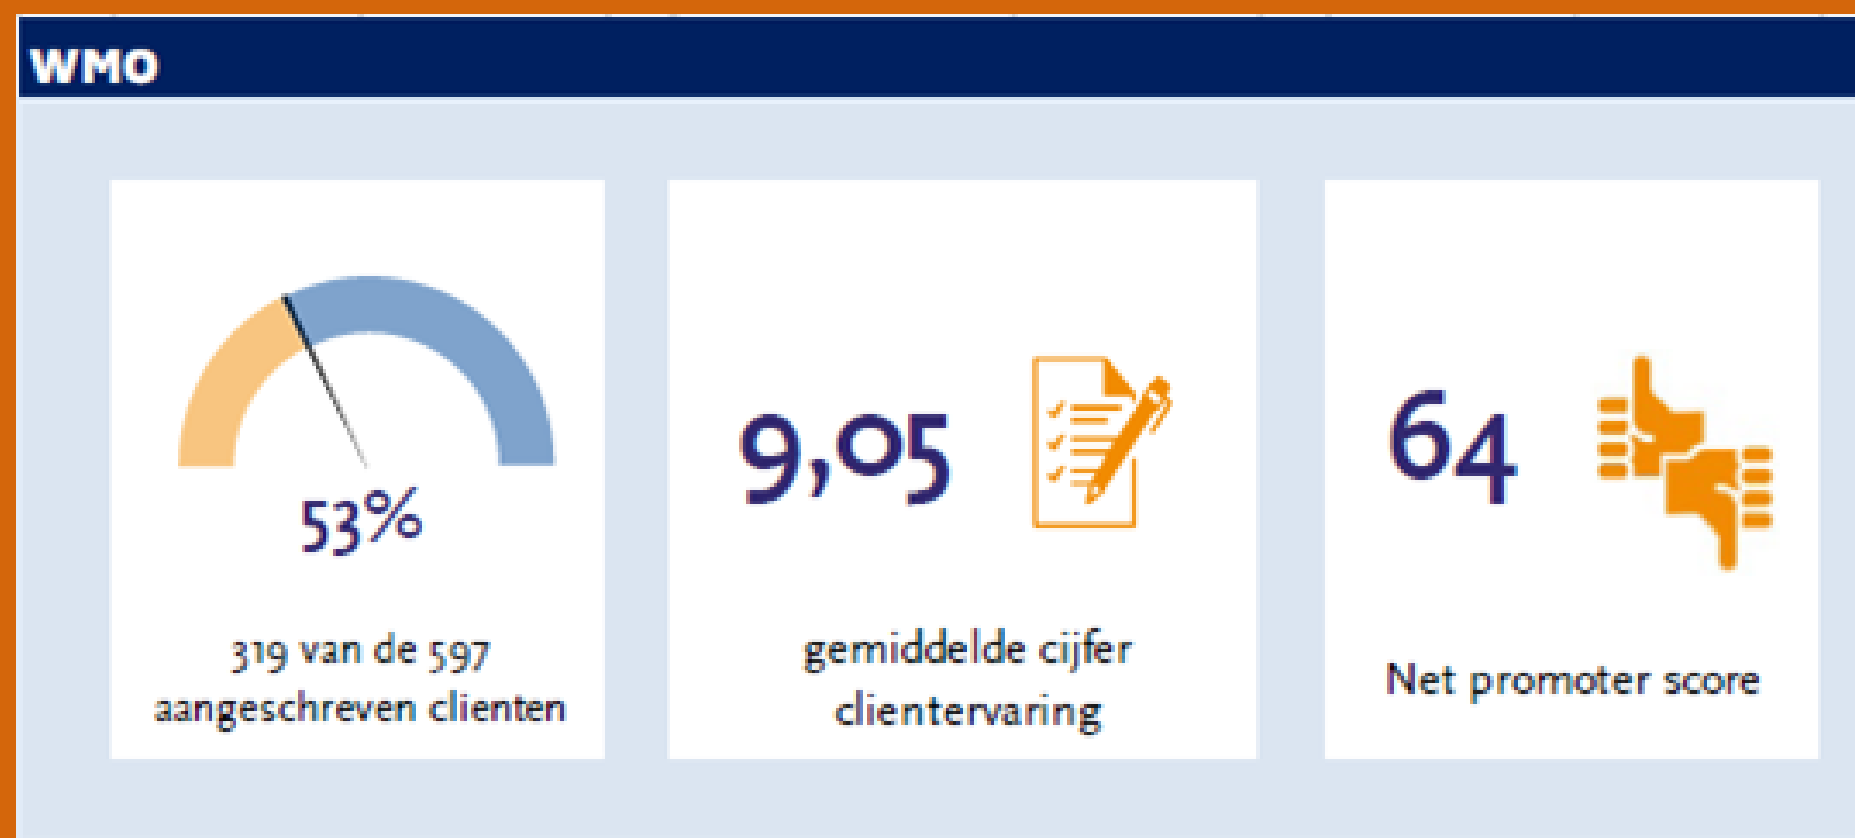 WMO
53%
319 van de 597
aangeschreven clienten
9,05
gemiddelde cijfer
clientervaring
64
Net promoter score